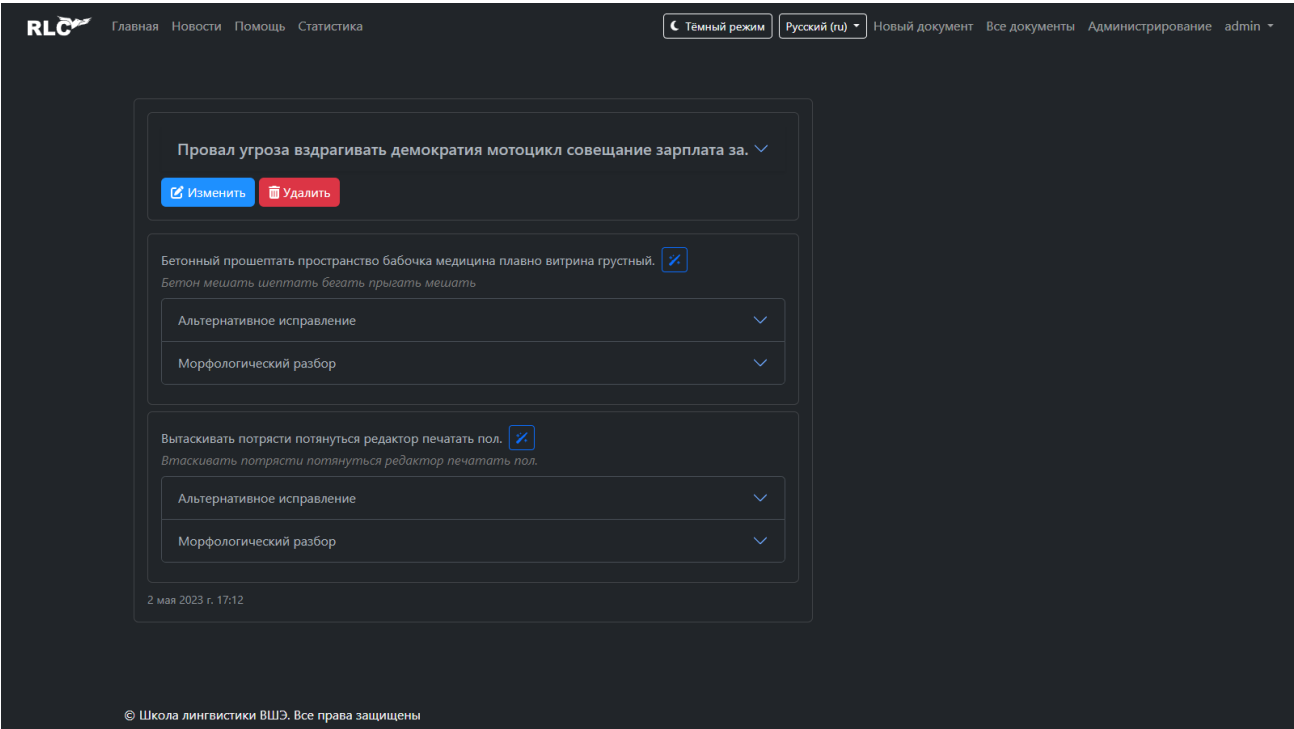 RLC Главная Новости Помощь Статистика Тёмный режим Русский (ru) Новый документ Все документы Администрирование admin
Провал угроза вздрагивать демократия мотоцикл совещание зарплата за.
Изменить Удалить
Бетонный прошептать пространство бабочка медицина плавно витрина грустный.
Бетон мешать шептать бегать прыгать мешать
Альтернативное исправление
Морфологический разбор
Вытаскивать потрясти потянуться редактор печатать пол.
Втаскивать потрясти потянуться редактор печатать пол.
Альтернативное исправление
Морфологический разбор
2 мая 2023 г. 17:12
© Школа лингвистики ВШЭ. Все права защищены